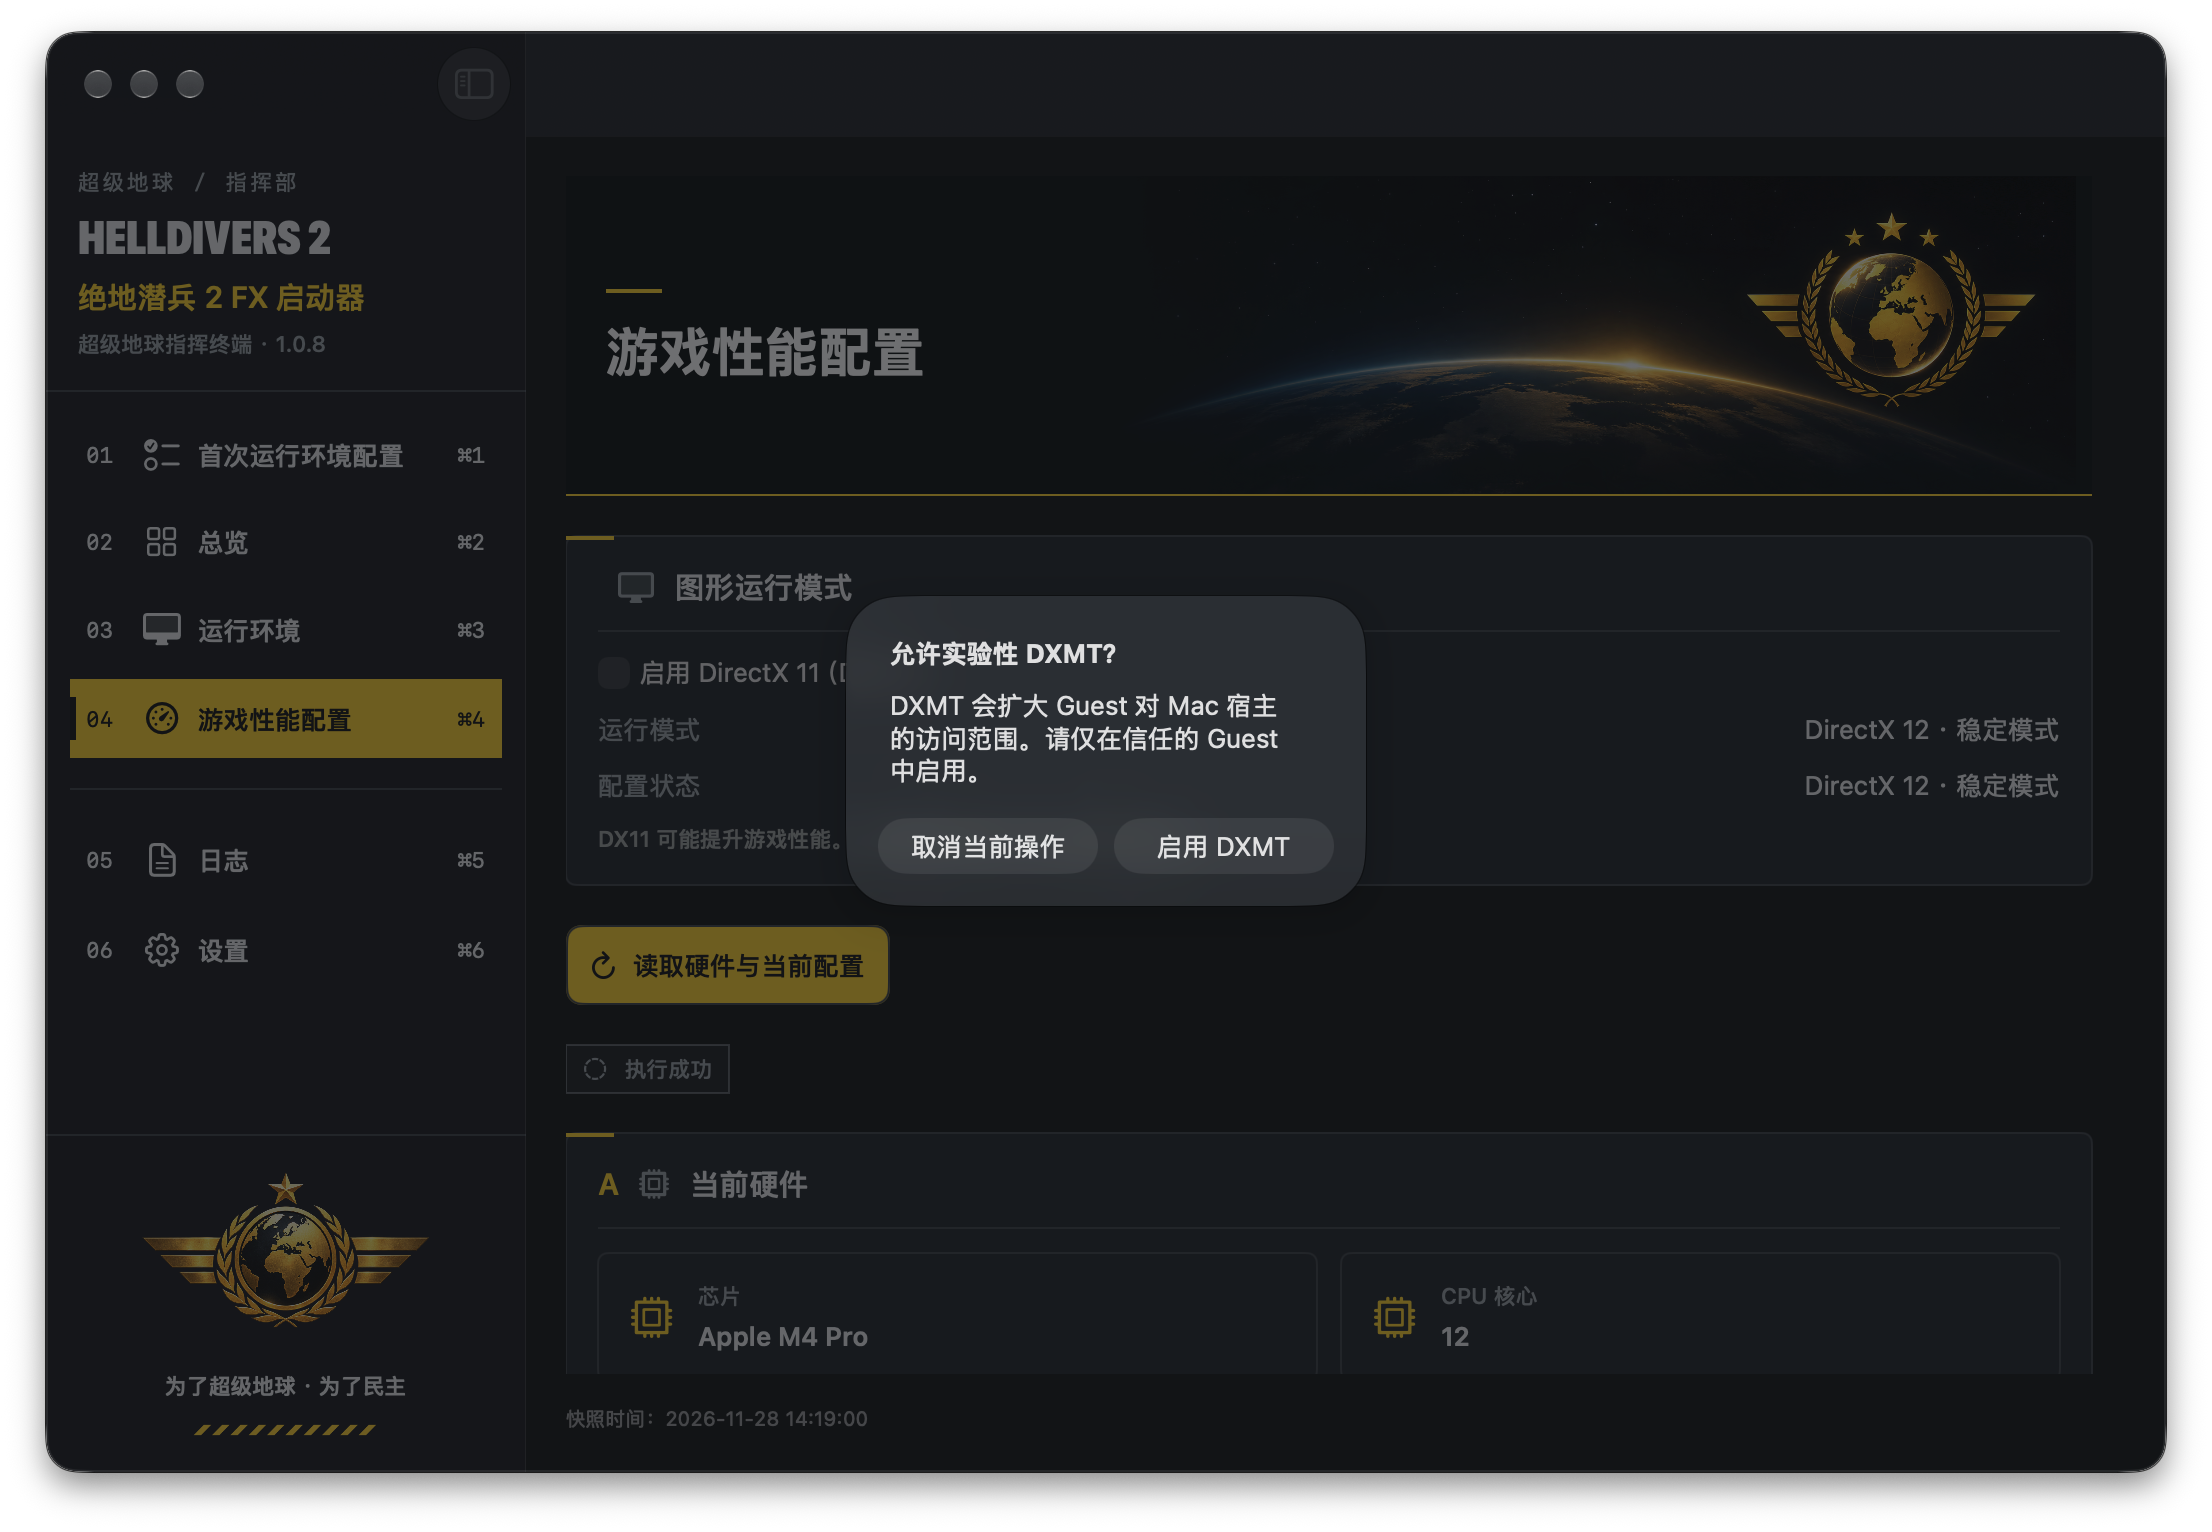 超级地球 / 指挥部
HELLDIVERS 2
绝地潜兵 2 FX 启动器
超级地球指挥终端 · 1.0.8
01 首次运行环境配置 ⌘1
02 总览 ⌘2
03 运行环境 ⌘3
04 游戏性能配置 ⌘4
05 日志 ⌘5
06 设置 ⌘6
为了超级地球 · 为了民主
游戏性能配置
图形运行模式
启用 DirectX 11 (
运行模式 DirectX 12 · 稳定模式
配置状态 DirectX 12 · 稳定模式
DX11 可能提升游戏性能。
允许实验性 DXMT?
DXMT 会扩大 Guest 对 Mac 宿主
的访问范围。请仅在信任的 Guest
中启用。
取消当前操作 启用 DXMT
读取硬件与当前配置
执行成功
A 当前硬件
芯片
Apple M4 Pro
CPU 核心
12
快照时间：2026-11-28 14:19:00